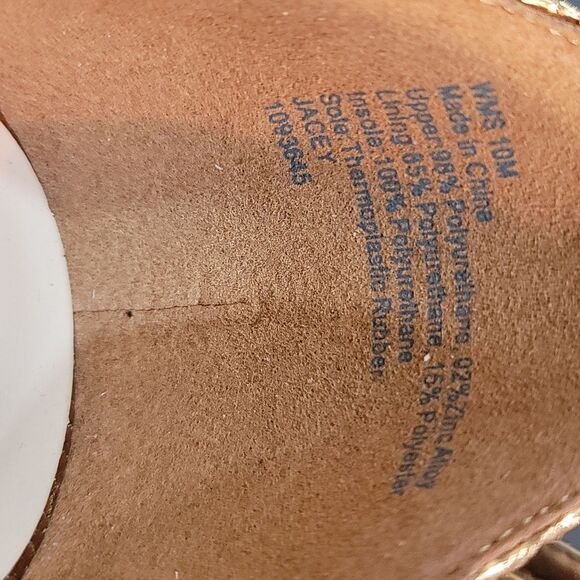 WMS 10M
Made in China
Upper 98% Polyurethane, 02%Zinc Alloy
Lining 85% Polyurethane, 15% Polyester
Insole 100% Polyurethane
Sole Thermoplastic Rubber
JACEY
1093645